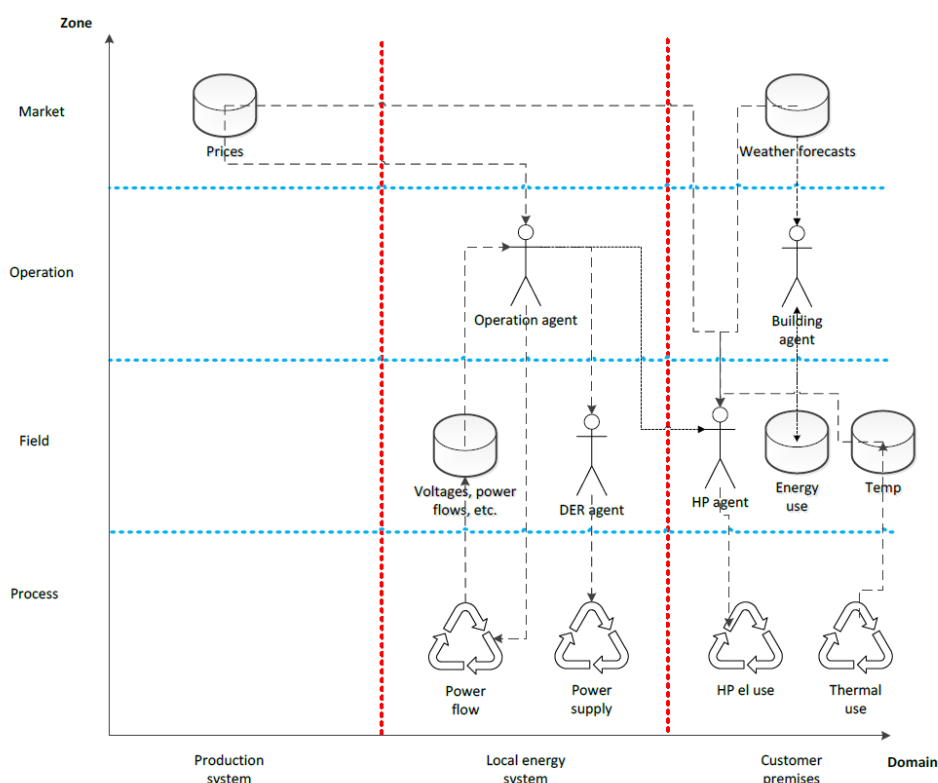 Zone
Market
Prices
Weather forecasts
Operation
Operation agent
Building
agent
Field
Voltages, power
flows, etc.
DER agent
HP agent
Energy
use
Temp
Process
Power
flow
Power
supply
HP el use
Thermal
use
Production
system
Local energy
system
Customer
premises
Domain